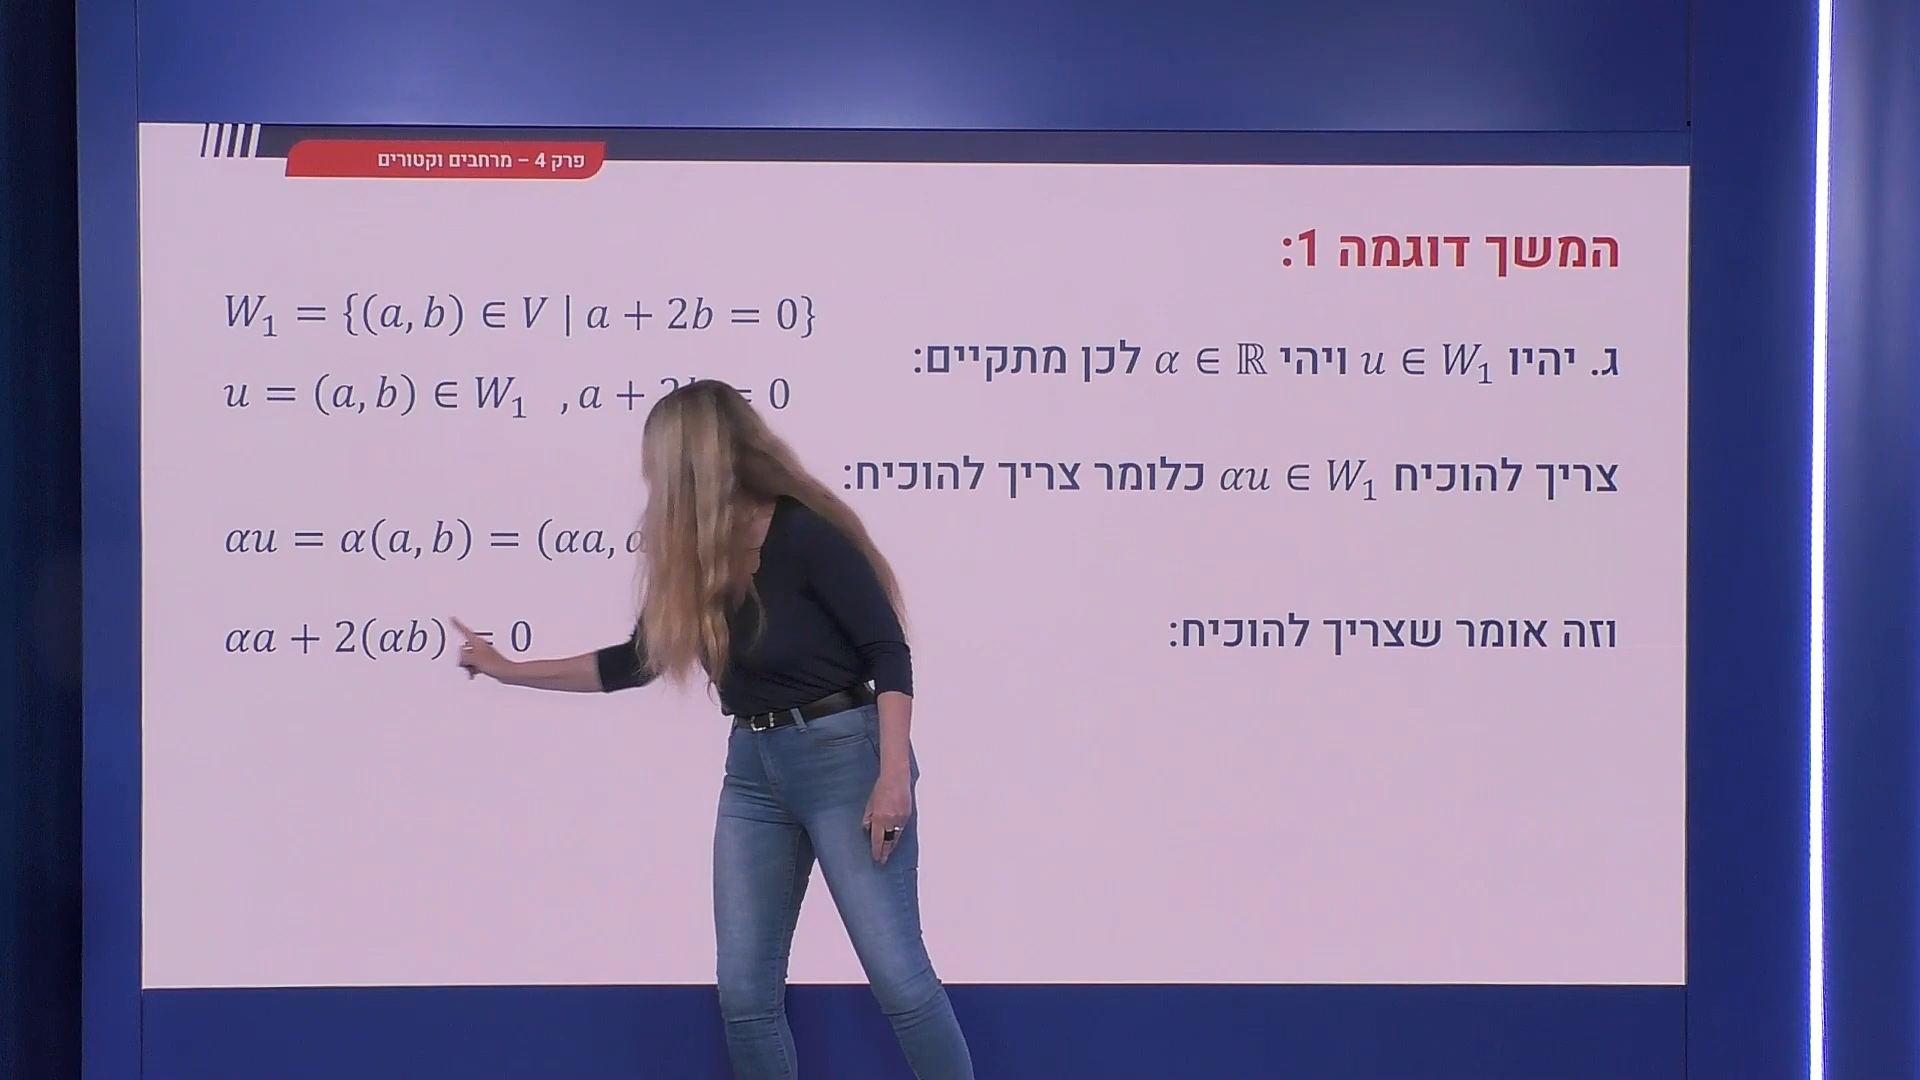 פרק 4 – מרחבים וקטורים
המשך דוגמה 1:
W₁ = {(a, b) ∈ V | a + 2b = 0}
ג. יהיו u ∈ W₁ ויהי α ∈ ℝ לכן מתקיים:
u = (a, b) ∈ W₁ , a + = 0
צריך להוכיח αu ∈ W₁ כלומר צריך להוכיח:
αu = α(a, b) = (αa,
וזה אומר שצריך להוכיח:
αa + 2(αb) = 0